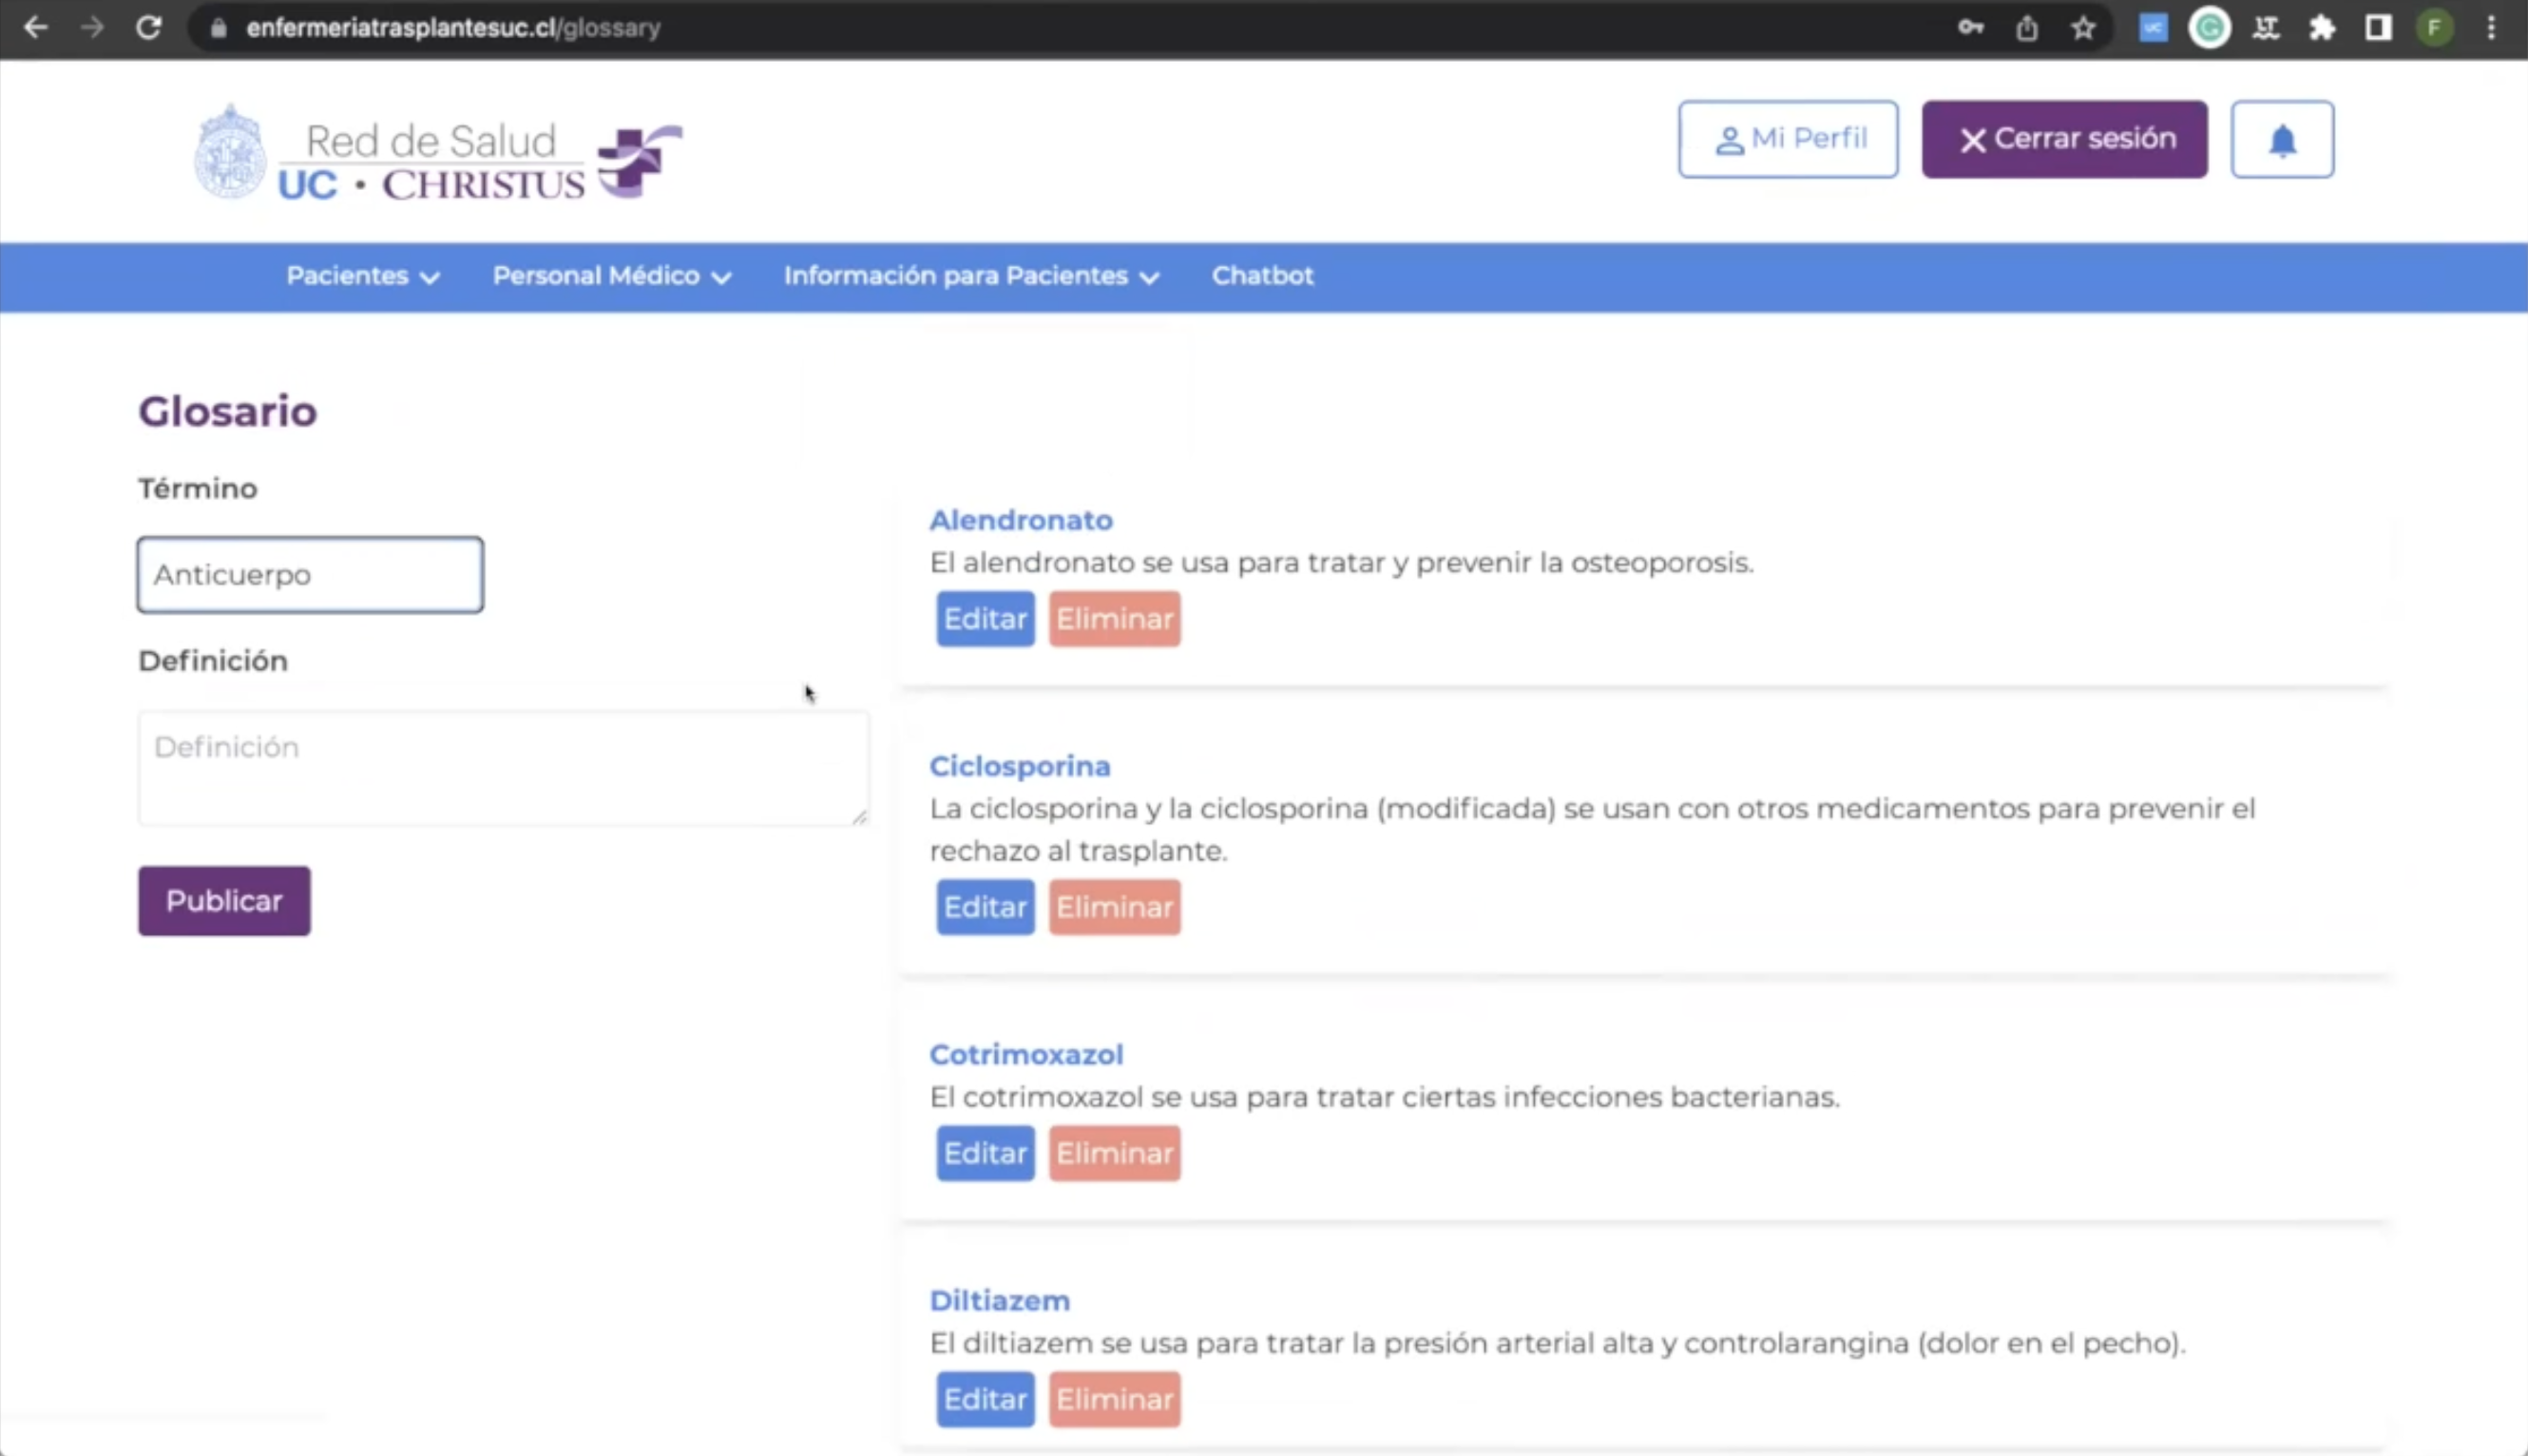 enfermeriatrasplantesuc.cl/glossary
F
Red de Salud
UC • CHRISTUS
Mi Perfil
Cerrar sesión
Pacientes
Personal Médico
Información para Pacientes
Chatbot
Glosario
Término
Anticuerpo
Definición
Definición
Publicar
Alendronato
El alendronato se usa para tratar y prevenir la osteoporosis.
Editar Eliminar
Ciclosporina
La ciclosporina y la ciclosporina (modificada) se usan con otros medicamentos para prevenir el
rechazo al trasplante.
Editar Eliminar
Cotrimoxazol
El cotrimoxazol se usa para tratar ciertas infecciones bacterianas.
Editar Eliminar
Diltiazem
El diltiazem se usa para tratar la presión arterial alta y controlarangina (dolor en el pecho).
Editar Eliminar